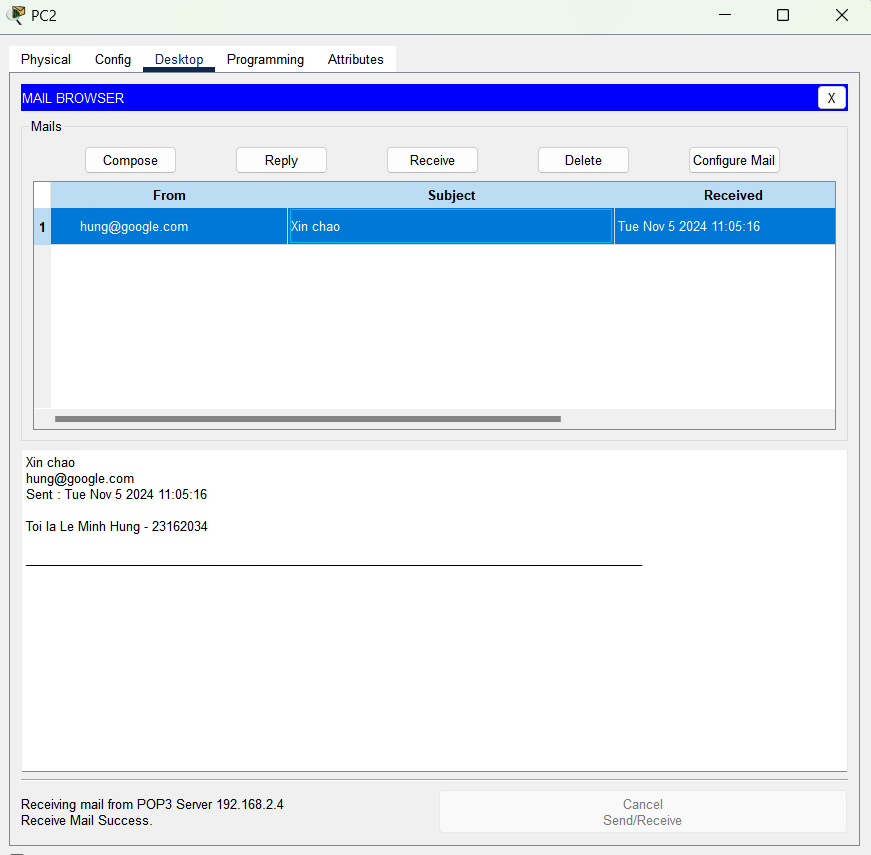 PC2
Physical Config Desktop Programming Attributes
MAIL BROWSER X
Mails
Compose Reply Receive Delete Configure Mail
From Subject Received
1 hung@google.com Xin chao Tue Nov 5 2024 11:05:16
Xin chao
hung@google.com
Sent : Tue Nov 5 2024 11:05:16
Toi la Le Minh Hung - 23162034
Receiving mail from POP3 Server 192.168.2.4
Receive Mail Success.
Cancel
Send/Receive